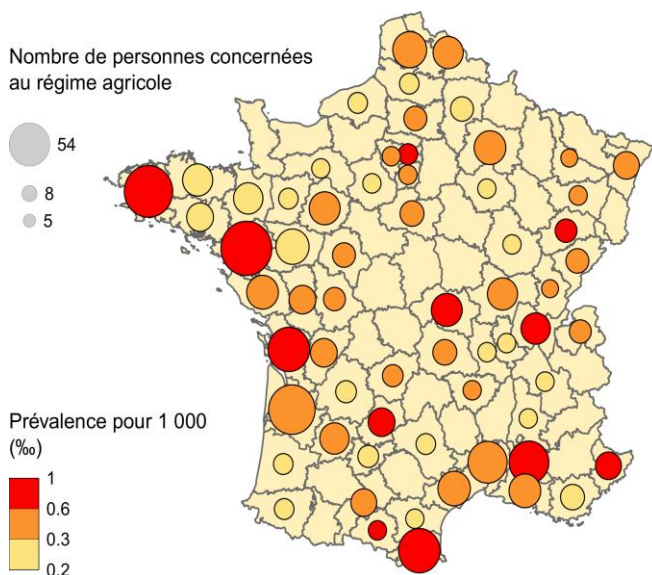 Nombre de personnes concernées
au régime agricole
54
8
5
Prévalence pour 1 000
(‰)
1
0.6
0.3
0.2